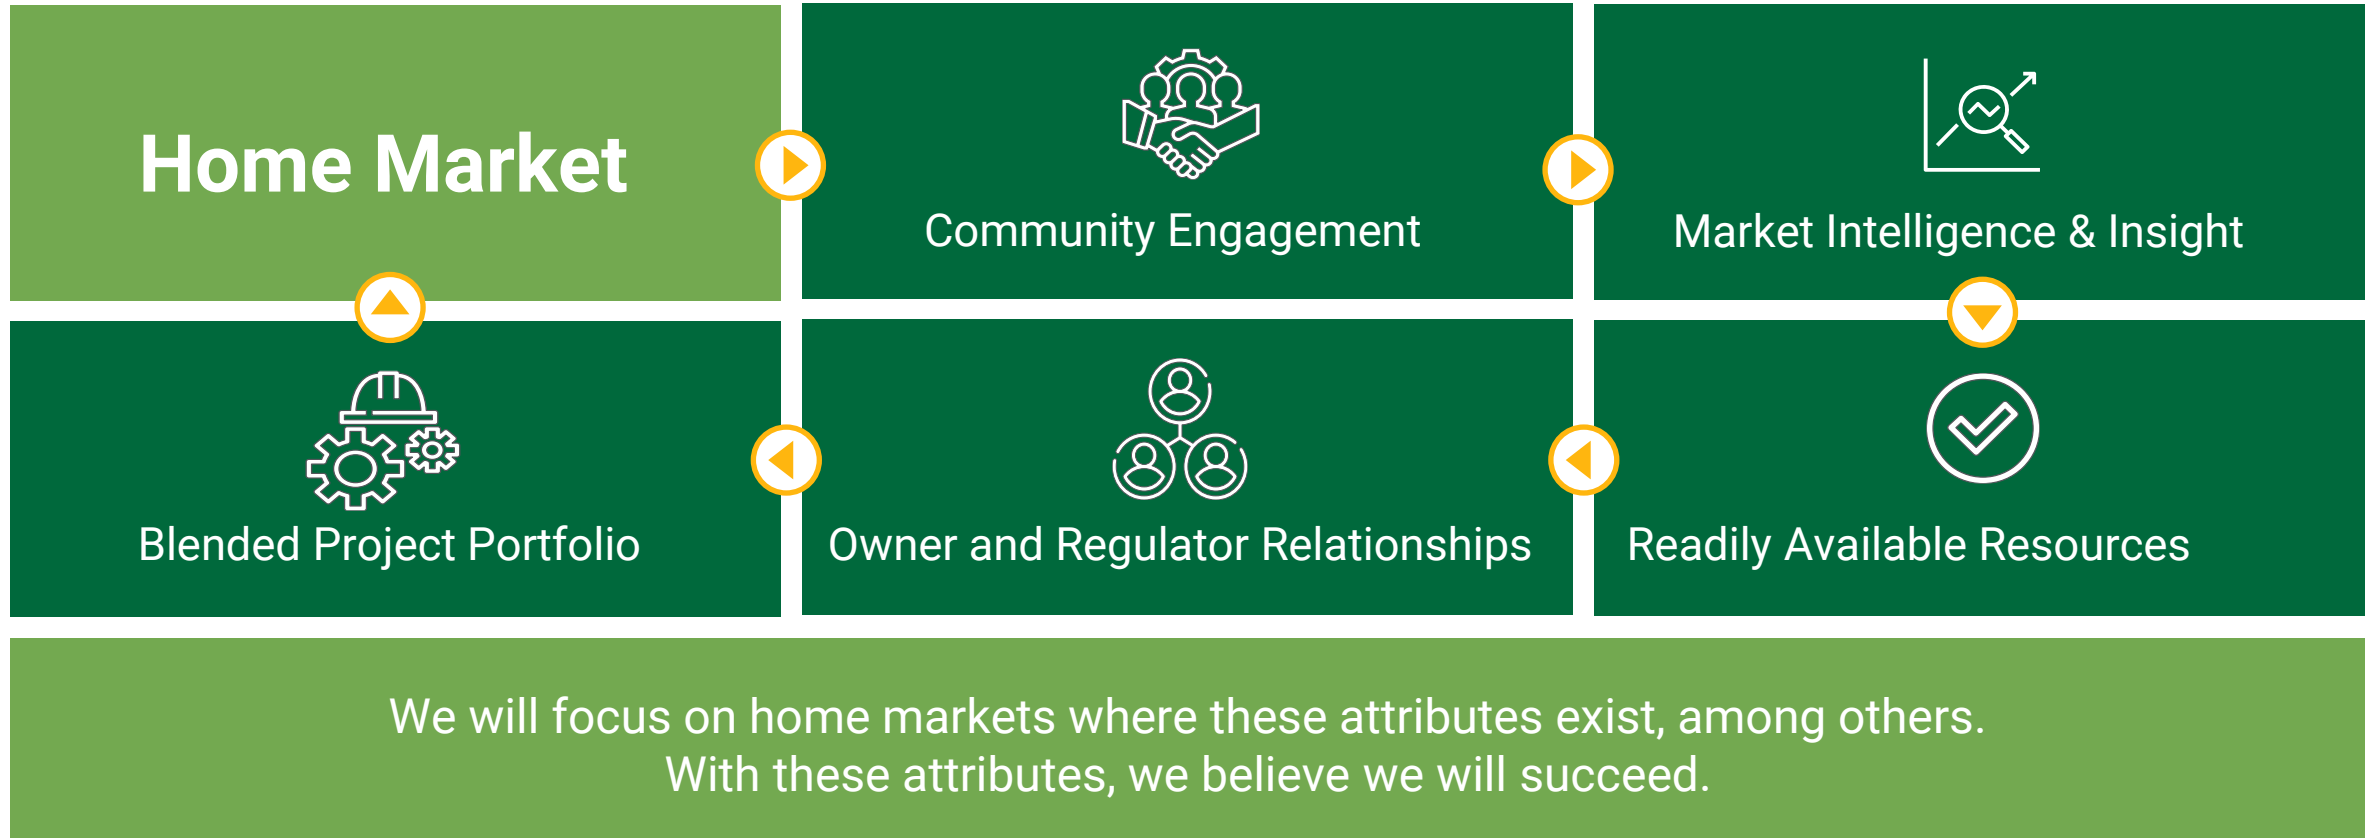 Home Market
Community Engagement
Market Intelligence & Insight
Blended Project Portfolio
Owner and Regulator Relationships
Readily Available Resources
We will focus on home markets where these attributes exist, among others.
With these attributes, we believe we will succeed.